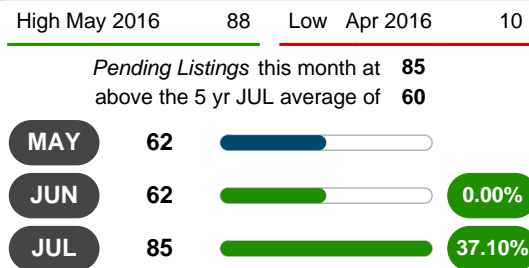 High May 2016 88 Low Apr 2016 10
Pending Listings this month at 85
above the 5 yr JUL average of 60
MAY 62
JUN 62 0.00%
JUL 85 37.10%